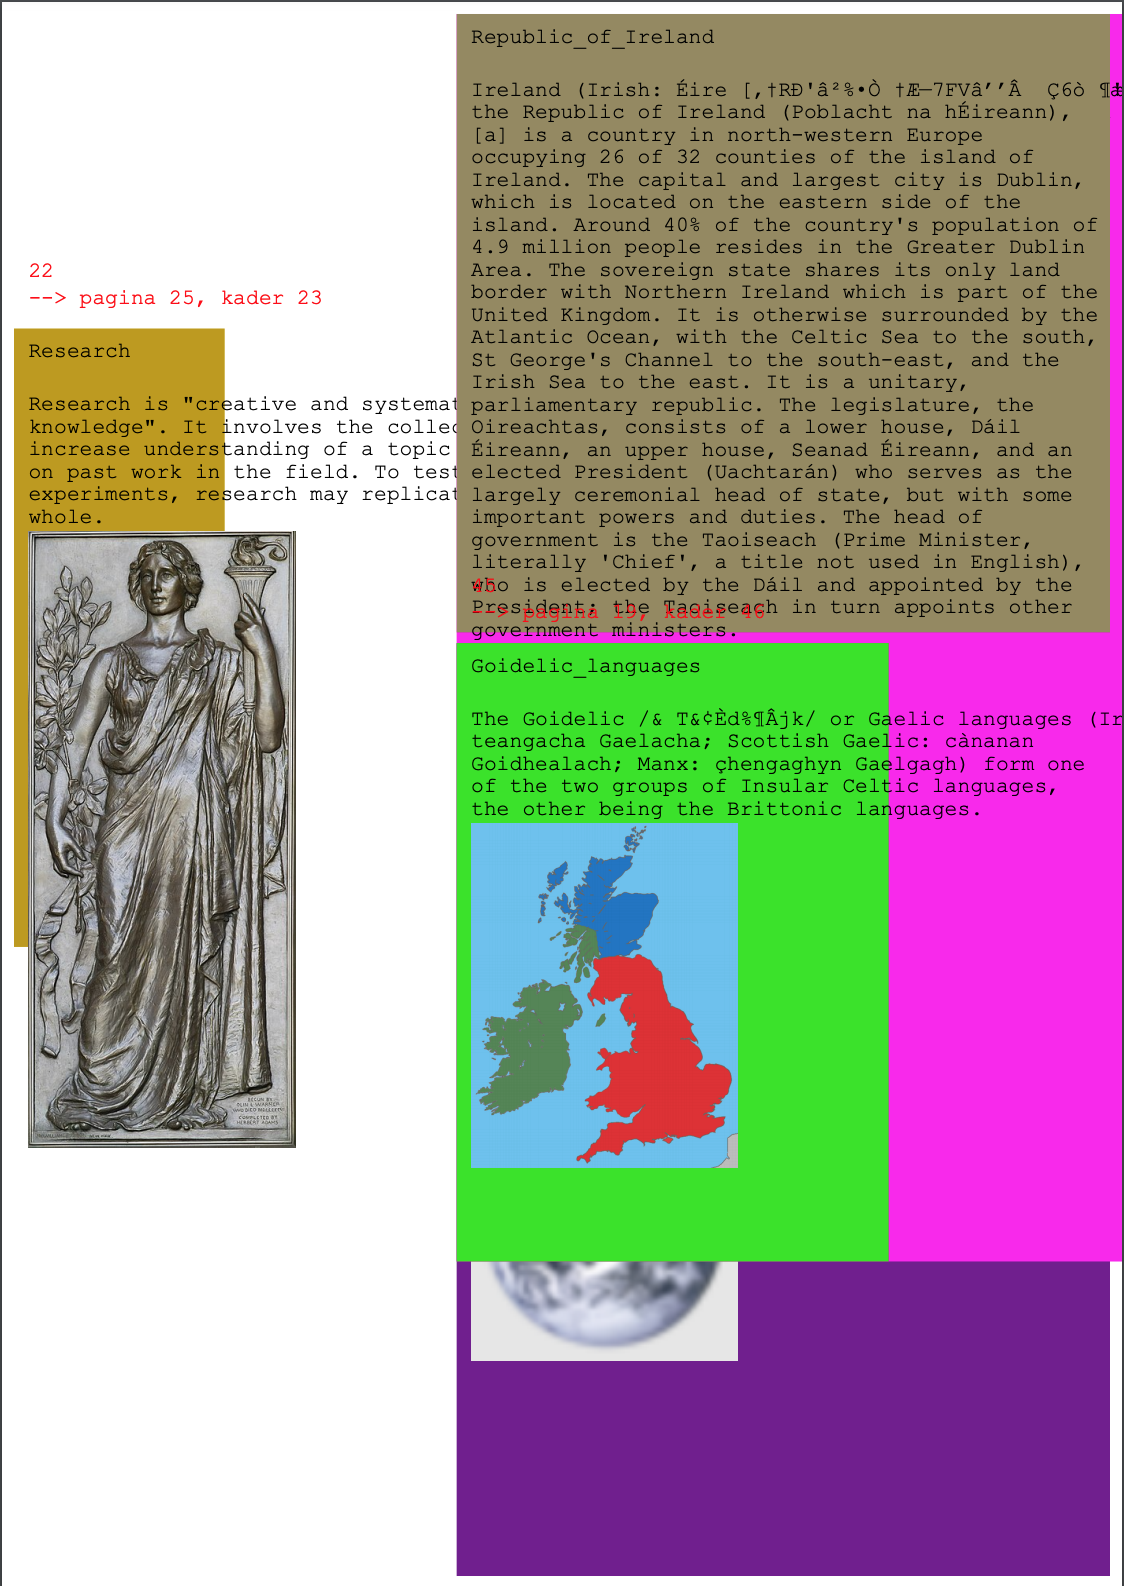 22
--> pagina 25, kader 23
Research
Research is "creative and systemat
knowledge". It involves the collec
increase understanding of a topic
on past work in the field. To test
experiments, research may replicat
whole.
BEGUN BY
OLIN L WARNER
COMPLETED BY
HERBERT ADAMS
Republic_of_Ireland
Ireland (Irish: Éire [‚†RÐ'â²%•Ò †Æ—7FVâ’’Â  Ç6ò ¶
the Republic of Ireland (Poblacht na hÉireann),
[a] is a country in north-western Europe
occupying 26 of 32 counties of the island of
Ireland. The capital and largest city is Dublin,
which is located on the eastern side of the
island. Around 40% of the country's population of
4.9 million people resides in the Greater Dublin
Area. The sovereign state shares its only land
border with Northern Ireland which is part of the
United Kingdom. It is otherwise surrounded by the
Atlantic Ocean, with the Celtic Sea to the south,
St George's Channel to the south-east, and the
Irish Sea to the east. It is a unitary,
parliamentary republic. The legislature, the
Oireachtas, consists of a lower house, Dáil
Éireann, an upper house, Seanad Éireann, and an
elected President (Uachtarán) who serves as the
largely ceremonial head of state, but with some
important powers and duties. The head of
government is the Taoiseach (Prime Minister,
literally 'Chief', a title not used in English),
who is elected by the Dáil and appointed by the
President; the Taoiseach in turn appoints other
government ministers.
45
--> pagina 19, kader 46
Goidelic_languages
The Goidelic /& T&¢Èd%¶Âjk/ or Gaelic languages (Ir
teangacha Gaelacha; Scottish Gaelic: cànanan
Goidhealach; Manx: çhengaghyn Gaelgagh) form one
of the two groups of Insular Celtic languages,
the other being the Brittonic languages.